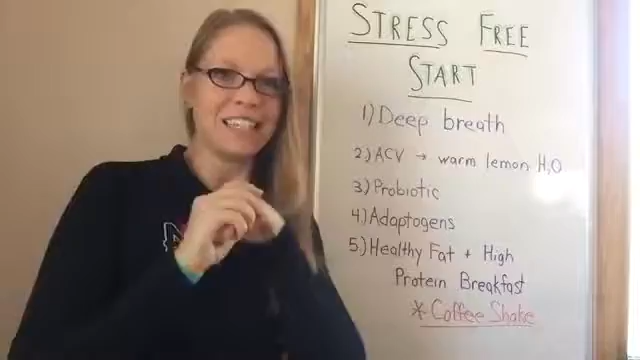 STRESS FREE
START
1) Deep breath
2.) ACV → warm lemon H2O
3.) Probiotic
4.) Adaptogens
5.) Healthy Fat + High
Protein Breakfast
* Coffee Shake